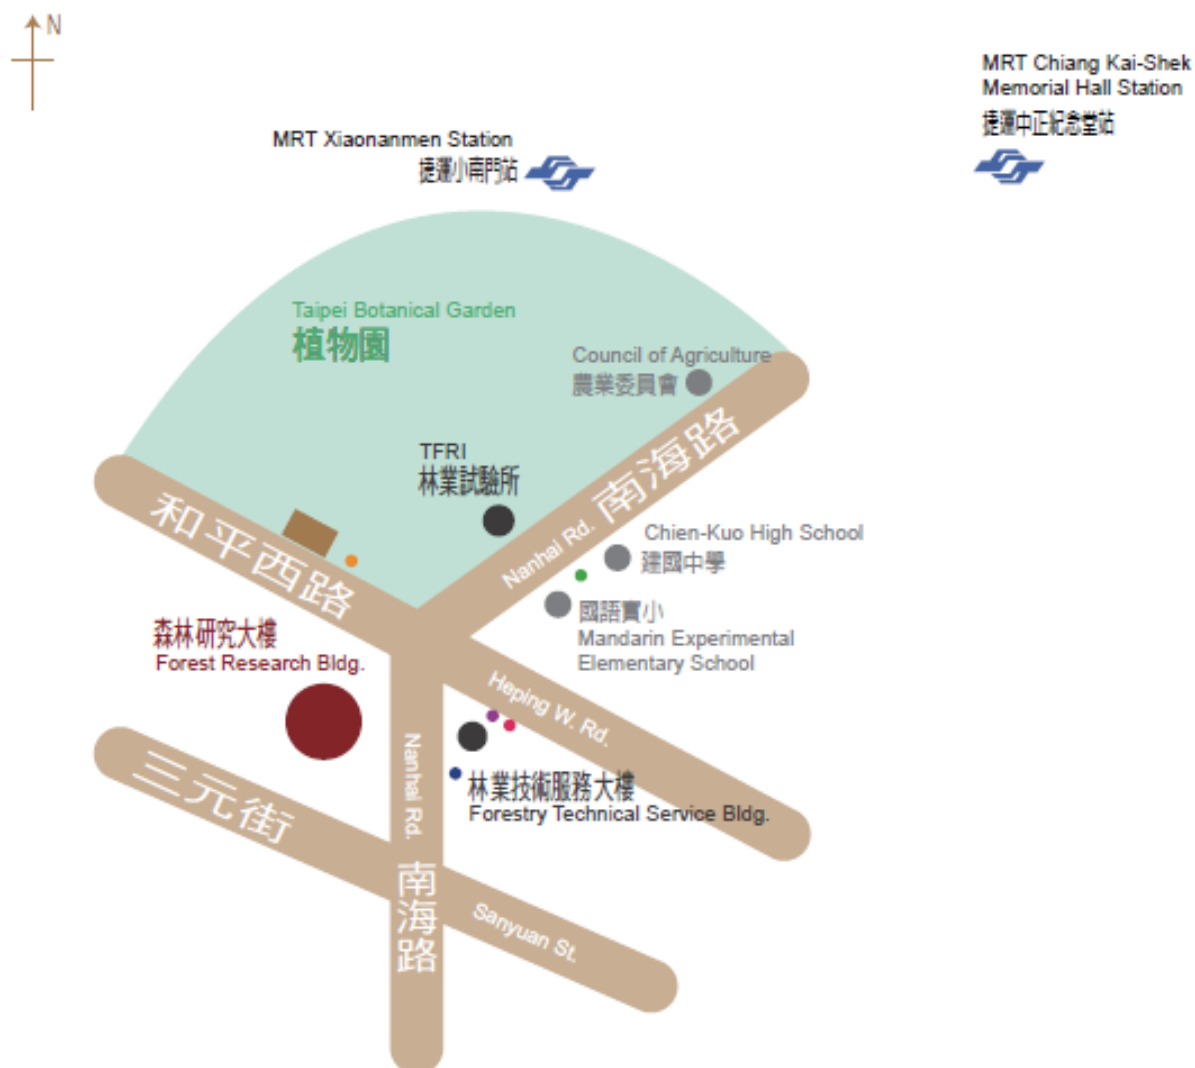 N
MRT Chiang Kai-Shek
Memorial Hall Station
捷運中正紀念堂站
MRT Xiaonanmen Station
捷運小南門站
Taipei Botanical Garden
植物園
Council of Agriculture
農業委員會
TFRI
林業試驗所
南海路
Nanhai Rd.
和平西路
Chien-Kuo High School
建國中學
國語實小
Mandarin Experimental
Elementary School
森林研究大樓
Forest Research Bldg.
Heping W. Rd.
Nanhai Rd.
南海路
林業技術服務大樓
Forestry Technical Service Bldg.
三元街
Sanyuan St.